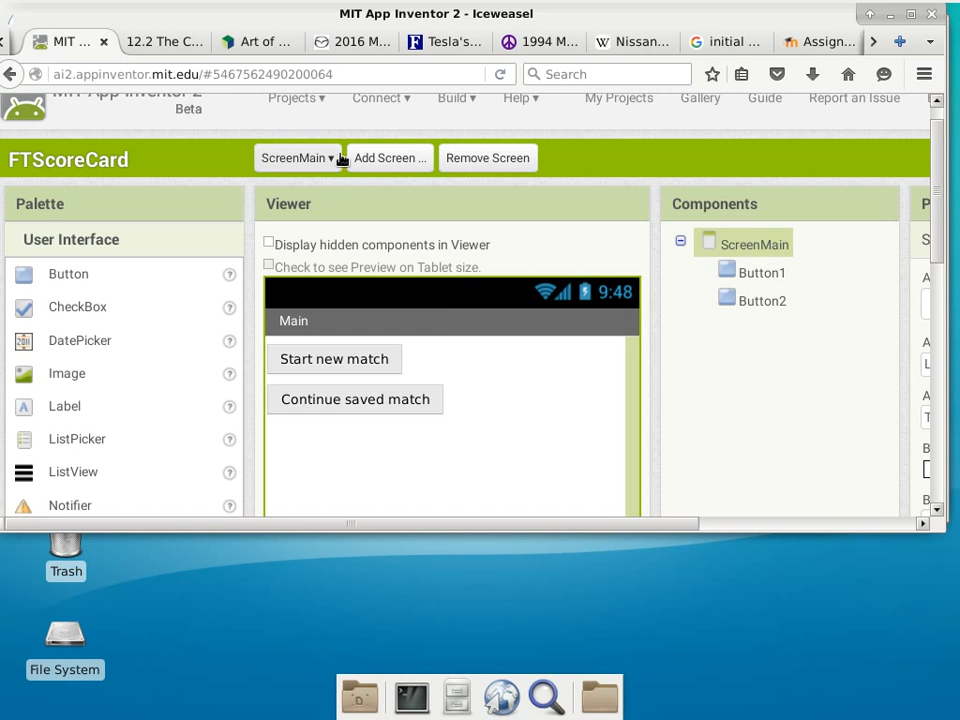 MIT App Inventor 2 - Iceweasel
MIT ...
12.2 The C...
Art of ...
2016 M...
Tesla's...
1994 M...
Nissan...
initial ...
Assign...
ai2.appinventor.mit.edu/#5467562490200064
Search
MIT App Inventor 2
Beta
Projects ▾
Connect ▾
Build ▾
Help ▾
My Projects
Gallery
Guide
Report an Issue
FTScoreCard
ScreenMain ▾
Add Screen ...
Remove Screen
Palette
Viewer
Components
P
User Interface
Button
CheckBox
DatePicker
Image
Label
ListPicker
ListView
Notifier
Display hidden components in Viewer
Check to see Preview on Tablet size.
9:48
Main
Start new match
Continue saved match
ScreenMain
Button1
Button2
S
A
A
L
A
T
B
B
Trash
File System